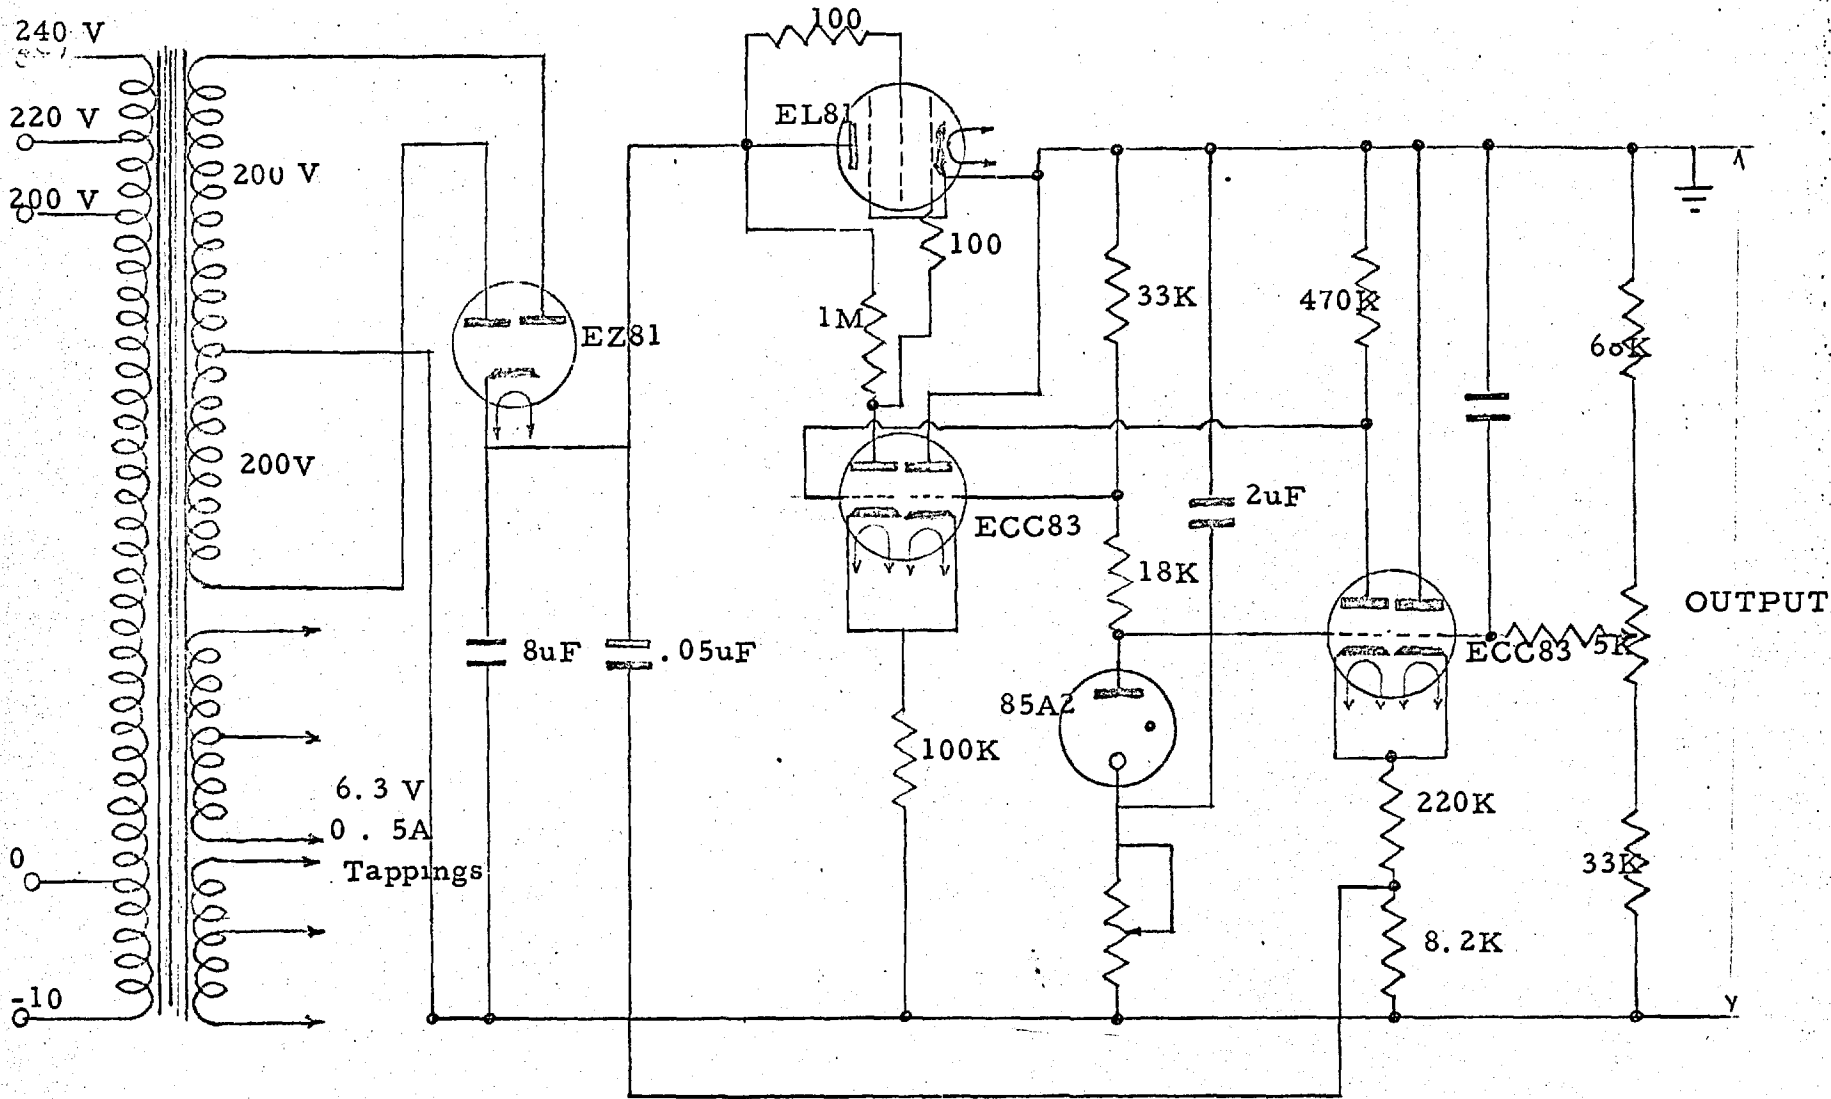 240 V
220 V
200 V
0
-10
200 V
200V
6.3 V
0.5A
Tappings
EZ81
8uF
.05uF
100
EL81
100
1M
ECC83
100K
33K
18K
85A2
2uF
470K
ECC83
5K
220K
8.2K
60K
33K
OUTPUT